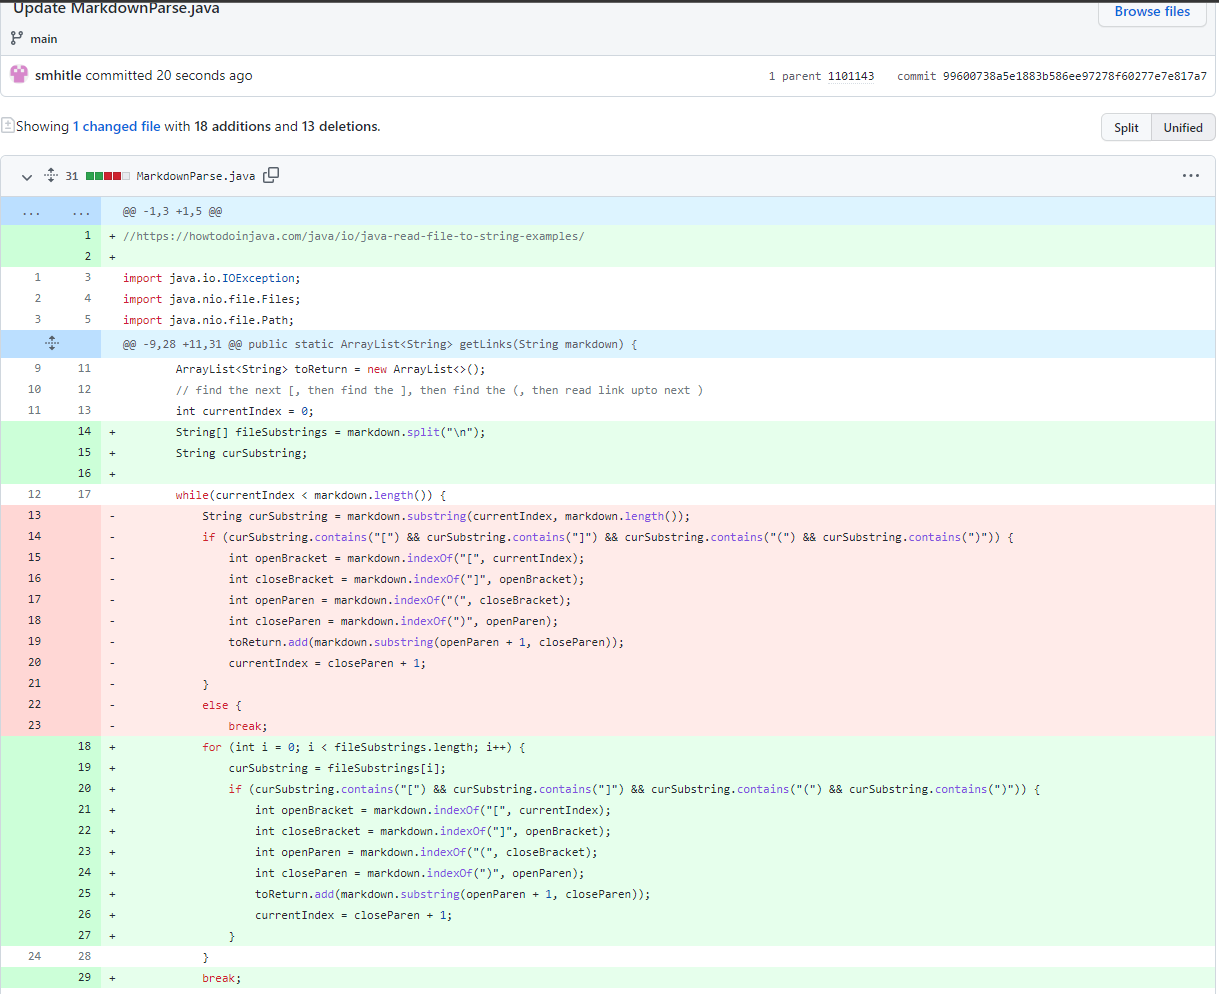 Update MarkdownParse.java
Browse files
main
smhitle committed 20 seconds ago
1 parent 1101143 commit 99600738a5e1883b586ee97278f60277e7e817a7
Showing 1 changed file with 18 additions and 13 deletions.
Split Unified
31 MarkdownParse.java
... ... @@ -1,3 +1,5 @@
1 + //https://howtodoinjava.com/java/io/java-read-file-to-string-examples/
2 +
1 3 import java.io.IOException;
2 4 import java.nio.file.Files;
3 5 import java.nio.file.Path;
@@ -9,28 +11,31 @@ public static ArrayList<String> getLinks(String markdown) {
9 11 ArrayList<String> toReturn = new ArrayList<>();
10 12 // find the next [, then find the ], then find the (, then read link upto next )
11 13 int currentIndex = 0;
14 + String[] fileSubstrings = markdown.split("\n");
15 + String curSubstring;
16 +
12 17 while(currentIndex < markdown.length()) {
13 - String curSubstring = markdown.substring(currentIndex, markdown.length());
14 - if (curSubstring.contains("[") && curSubstring.contains("]") && curSubstring.contains("(") && curSubstring.contains(")")) {
15 - int openBracket = markdown.indexOf("[", currentIndex);
16 - int closeBracket = markdown.indexOf("]", openBracket);
17 - int openParen = markdown.indexOf("(", closeBracket);
18 - int closeParen = markdown.indexOf(")", openParen);
19 - toReturn.add(markdown.substring(openParen + 1, closeParen));
20 - currentIndex = closeParen + 1;
21 - }
22 - else {
23 - break;
18 + for (int i = 0; i < fileSubstrings.length; i++) {
19 + curSubstring = fileSubstrings[i];
20 + if (curSubstring.contains("[") && curSubstring.contains("]") && curSubstring.contains("(") && curSubstring.contains(")")) {
21 + int openBracket = markdown.indexOf("[", currentIndex);
22 + int closeBracket = markdown.indexOf("]", openBracket);
23 + int openParen = markdown.indexOf("(", closeBracket);
24 + int closeParen = markdown.indexOf(")", openParen);
25 + toReturn.add(markdown.substring(openParen + 1, closeParen));
26 + currentIndex = closeParen + 1;
27 + }
24 28 }
29 + break;